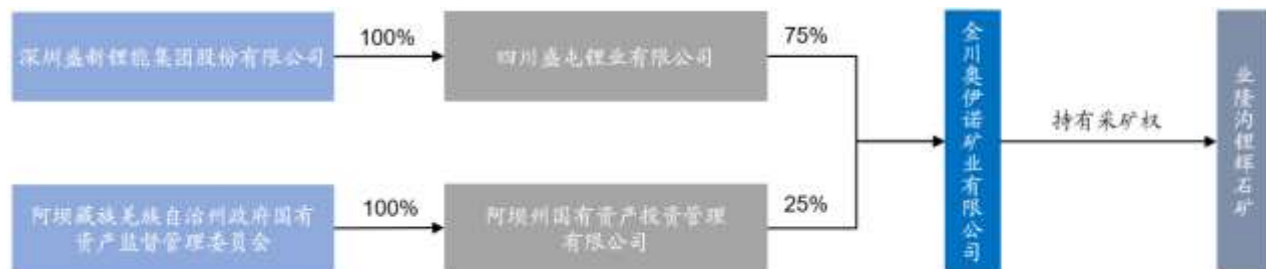 深圳盛新锂能集团股份有限公司
100%
四川盛屯锂业有限公司
75%
阿坝藏族羌族自治州政府国有
资产监督管理委员会
100%
阿坝州国有资产投资管理
有限公司
25%
金川奥伊诺矿业有限公司
持有采矿权
业隆沟锂辉石矿